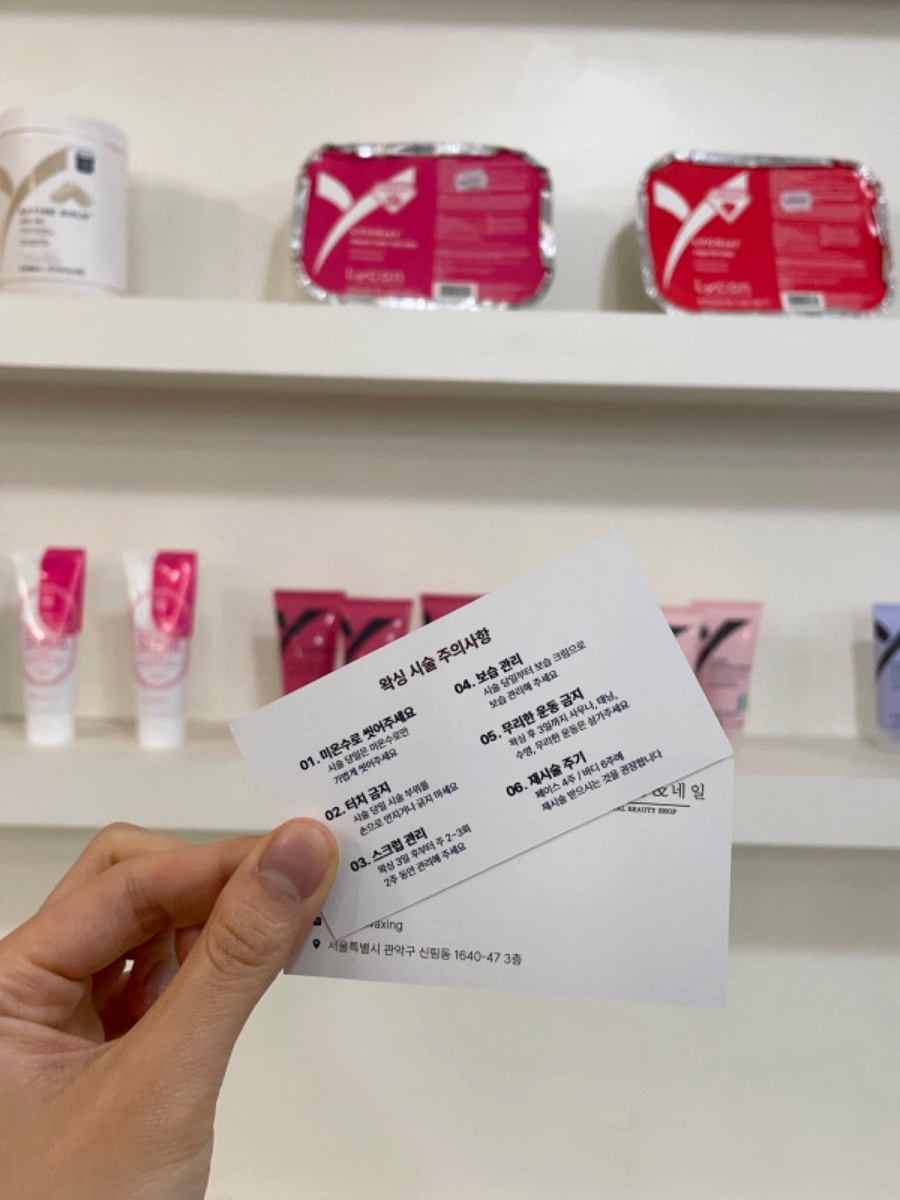 Lycon
Lycon
왁싱 시술 주의사항
01. 미온수로 씻어주세요
시술 당일은 미온수로만
가볍게 씻어주세요
02. 터치 금지
시술 당일 시술 부위를
손으로 만지거나 긁지 마세요
03. 스크럽 관리
왁싱 3일 후부터 주 2-3회
2주 동안 관리해 주세요
04. 보습 관리
시술 당일부터 보습 크림으로
보습 관리해 주세요
05. 무리한 운동 금지
왁싱 후 3일까지 사우나, 태닝,
수영, 무리한 운동은 삼가주세요
06. 재시술 주기
페이스 4주 / 바디 6주에
재시술 받으시는 것을 권장합니다
&네일
BEAUTY SHOP
waxing
서울특별시 관악구 신림동 1640-47 3층